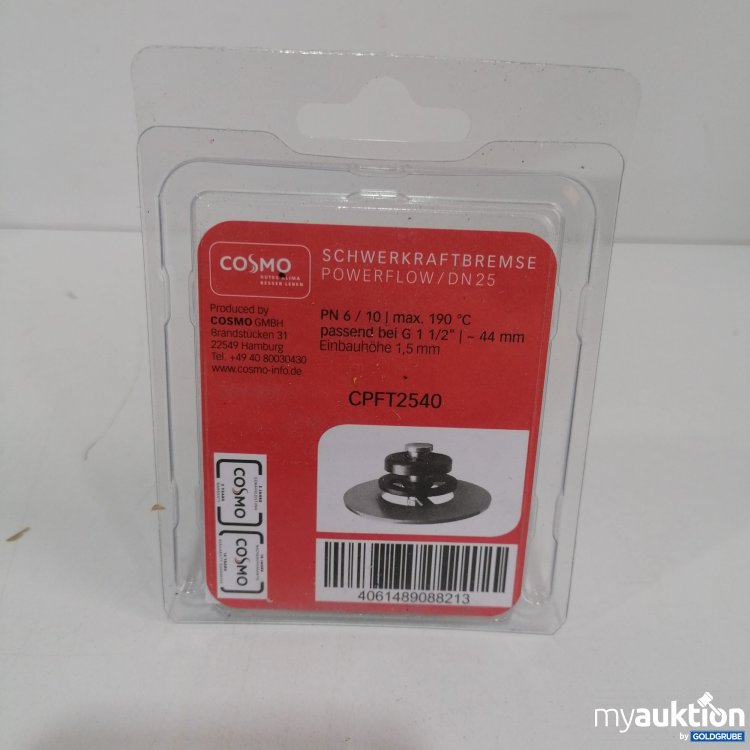 COSMO
GUTES KLIMA
BESSER LEBEN
SCHWERKRAFTBREMSE
POWERFLOW/DN25
Produced by
COSMO GMBH
Brandstücken 31
22549 Hamburg
Tel. +49 40 80030430
www.cosmo-info.de
PN 6 / 10 | max. 190 °C
passend bei G 1 1/2" | ~ 44 mm
Einbauhöhe 1,5 mm
CPFT2540
COSMO
COSMO
4061489088213
myauktion
by GOLDGRUBE